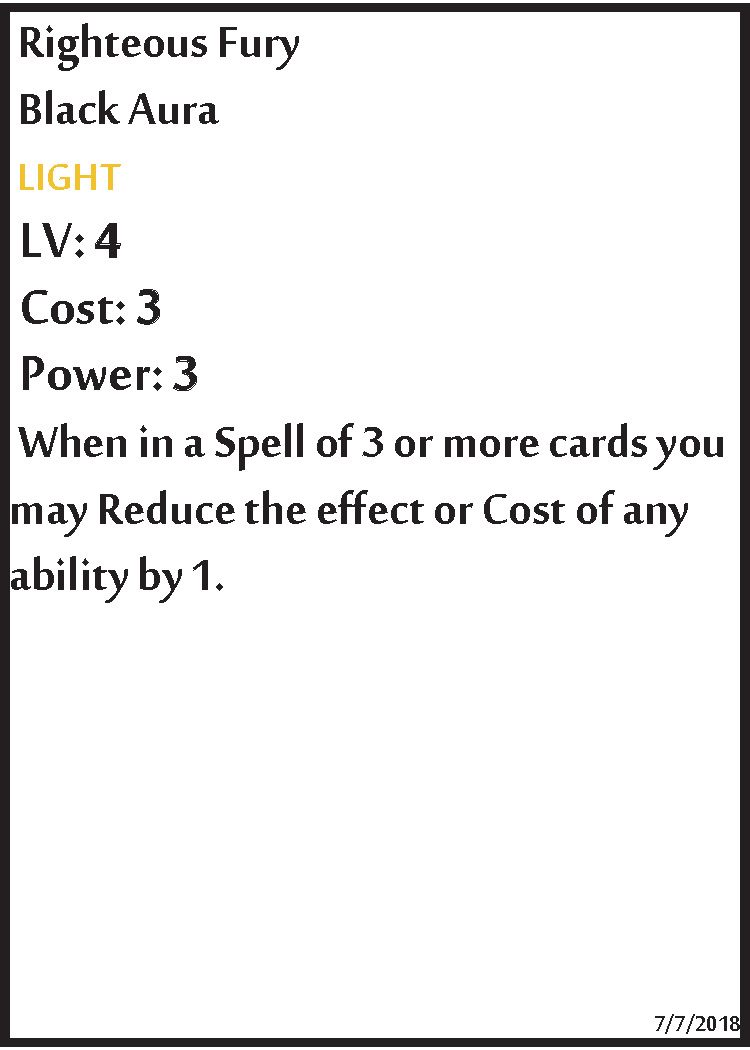 Righteous Fury
Black Aura
LIGHT
LV: 4
Cost: 3
Power: 3
When in a Spell of 3 or more cards you
may Reduce the effect or Cost of any
ability by 1.
7/7/2018